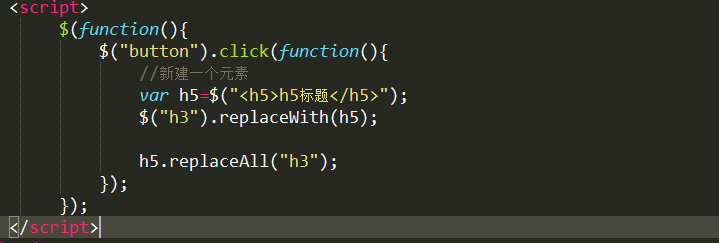 <script>
$(function(){
$("button").click(function(){
//新建一个元素
var h5=$("<h5>h5标题</h5>");
$("h3").replaceWith(h5);
h5.replaceAll("h3");
});
});
</script>